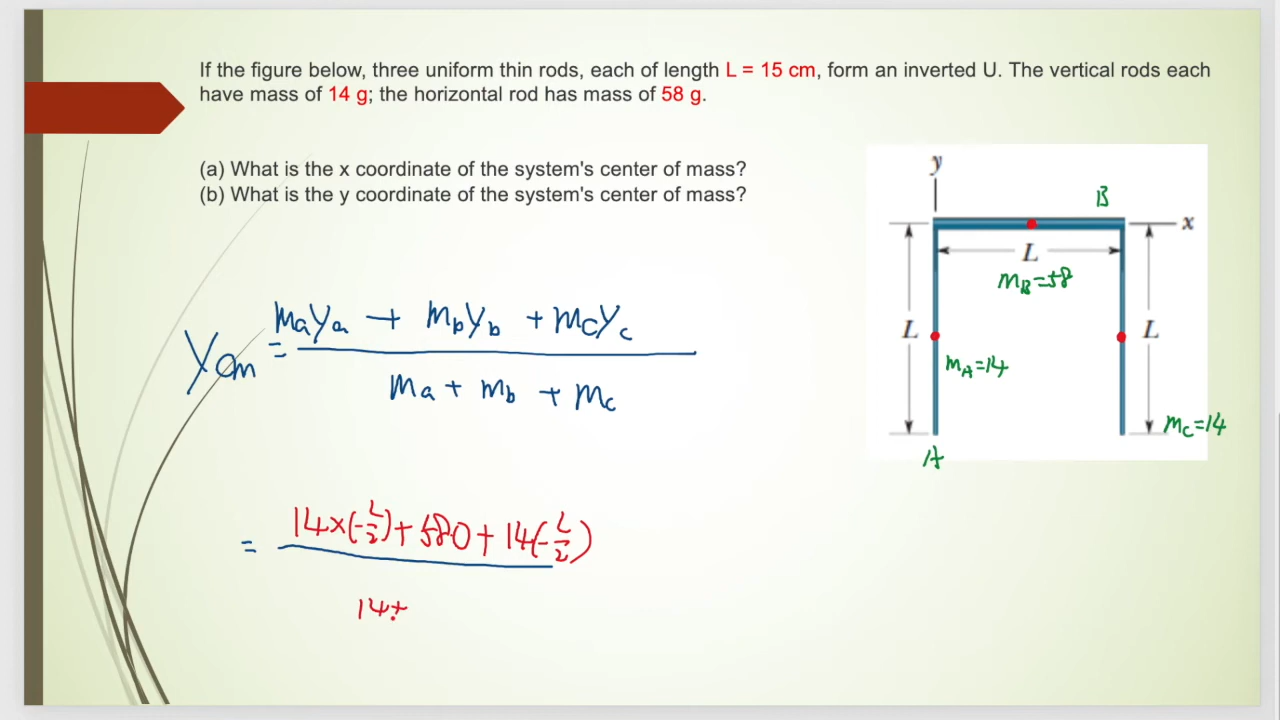 If the figure below, three uniform thin rods, each of length L = 15 cm, form an inverted U. The vertical rods each
have mass of 14 g; the horizontal rod has mass of 58 g.
(a) What is the x coordinate of the system's center of mass?
(b) What is the y coordinate of the system's center of mass?
y
B
x
L
mB=58
L
L
mA=14
mC=14
A
maya + mbyb + mcyc
Ycm =
ma + mb + mc
= 14×(-L/2)+580+14(-L/2)
14+